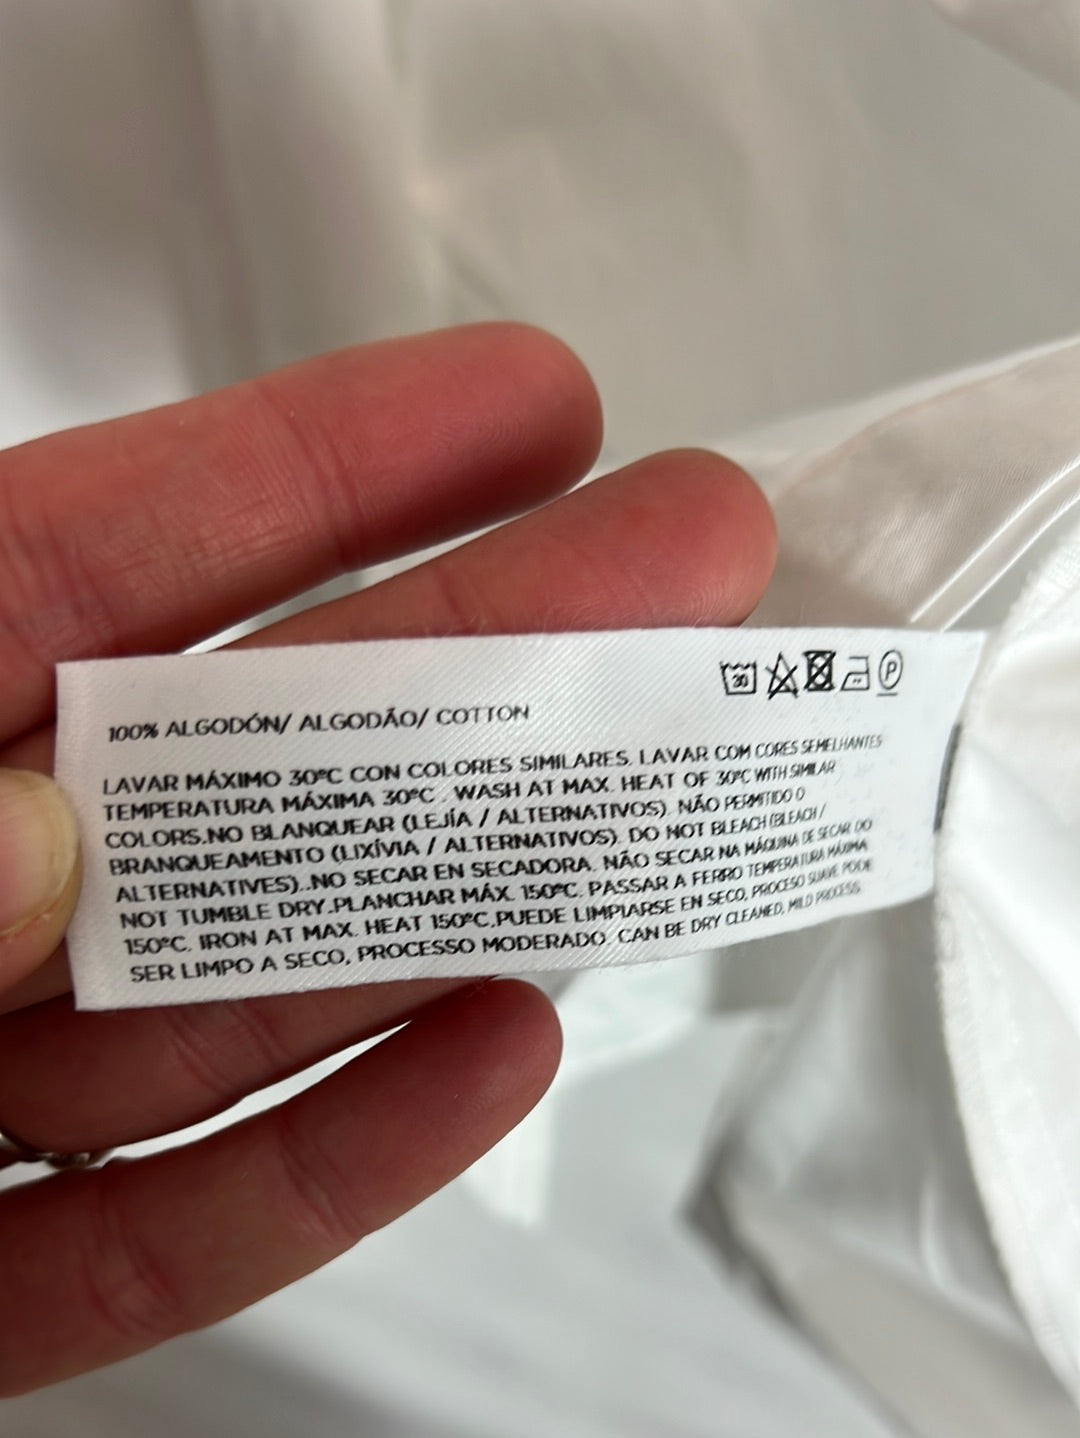 30
P
100% ALGODÓN/ ALGODÃO/ COTTON
LAVAR MÁXIMO 30ºC CON COLORES SIMILARES. LAVAR COM CORES SEMELHANTES
TEMPERATURA MÁXIMA 30ºC . WASH AT MAX. HEAT OF 30ºC WITH SIMILAR
COLORS.NO BLANQUEAR (LEJÍA / ALTERNATIVOS). NÃO PERMITIDO O
BRANQUEAMENTO (LIXÍVIA / ALTERNATIVOS). DO NOT BLEACH (BLEACH /
ALTERNATIVES)..NO SECAR EN SECADORA. NÃO SECAR NA MÁQUINA DE SECAR DO
NOT TUMBLE DRY.PLANCHAR MÁX. 150ºC. PASSAR A FERRO TEMPERATURA MÁXIMA
150ºC. IRON AT MAX. HEAT 150ºC.PUEDE LIMPIARSE EN SECO, PROCESO SUAVE PODE
SER LIMPO A SECO, PROCESSO MODERADO. CAN BE DRY CLEANED, MILD PROCESS.